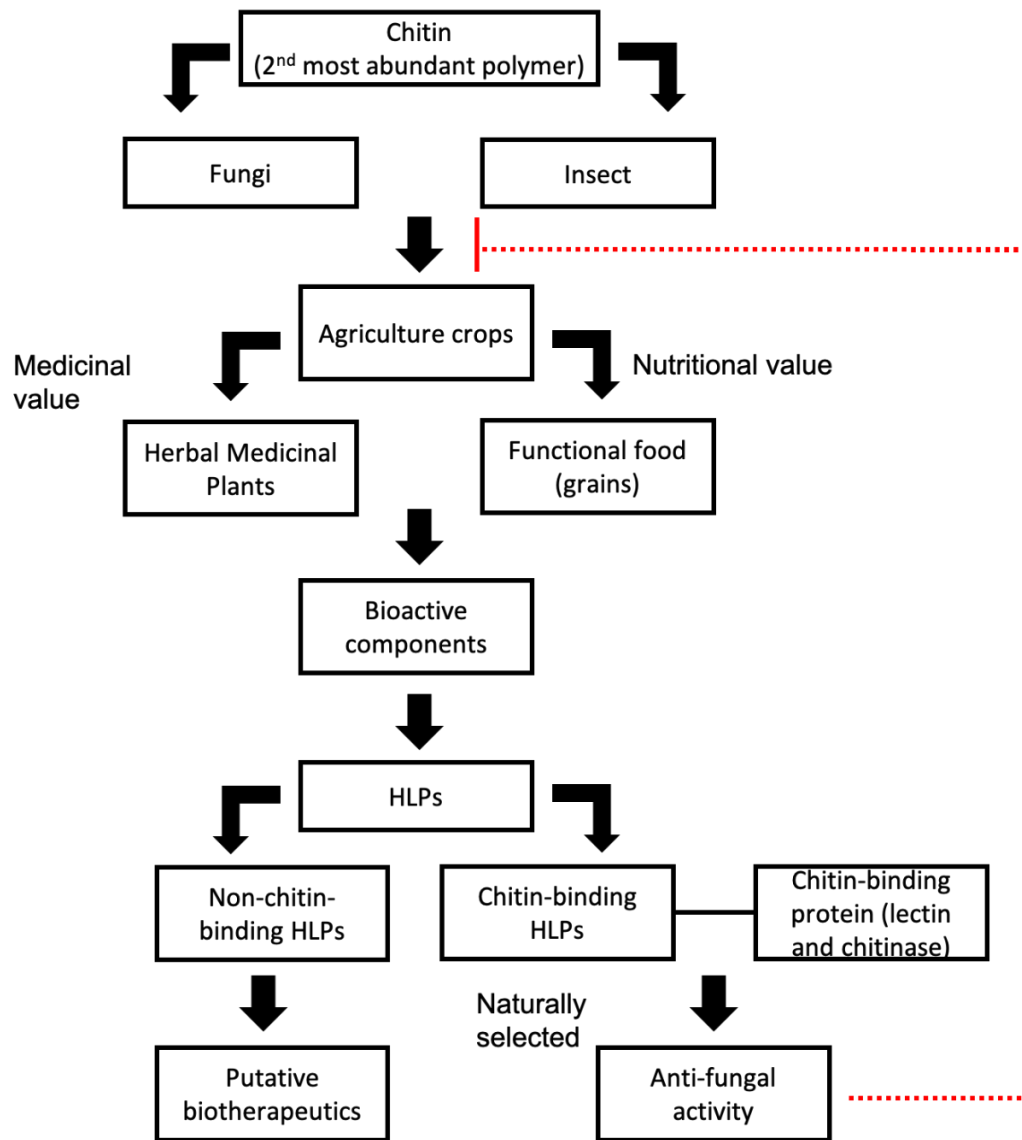 Chitin
(2nd most abundant polymer)
Fungi
Insect
Agriculture crops
Medicinal
value
Nutritional value
Herbal Medicinal
Plants
Functional food
(grains)
Bioactive
components
HLPs
Non-chitin-
binding HLPs
Chitin-binding
HLPs
Chitin-binding
protein (lectin
and chitinase)
Naturally
selected
Putative
biotherapeutics
Anti-fungal
activity